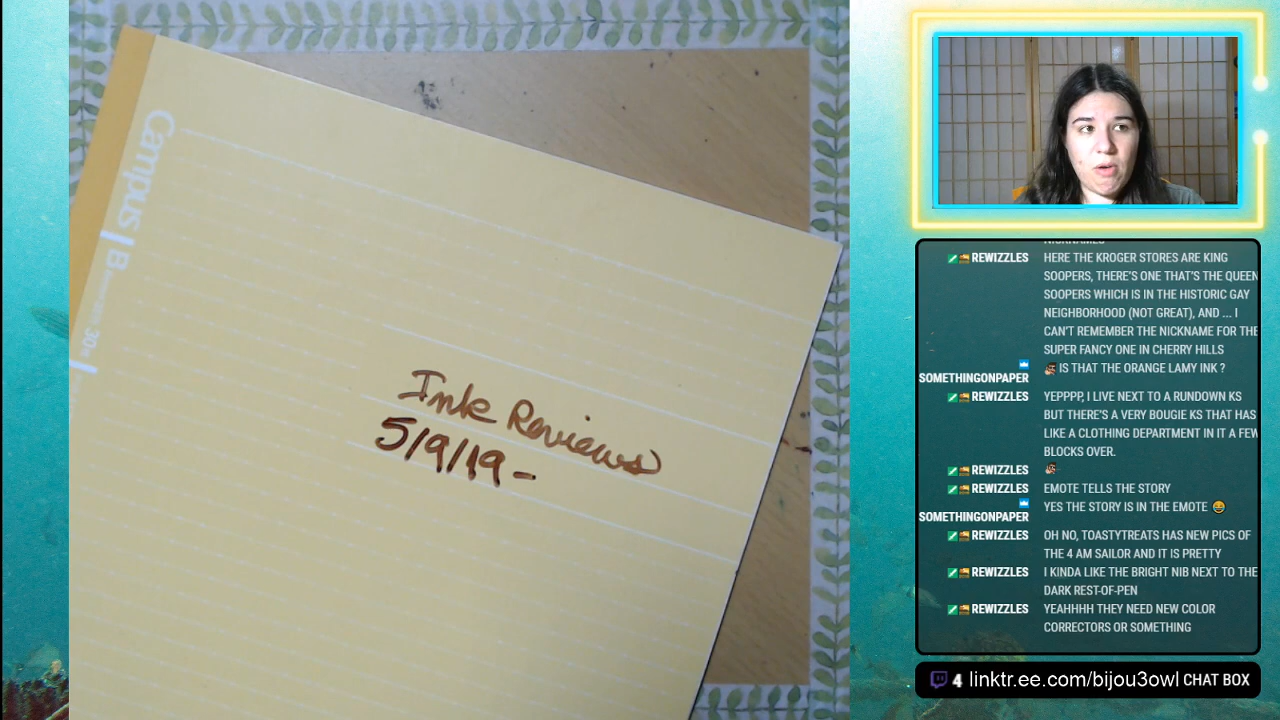 Campus
B
30
Ink Reviews
5/9/19-
NICKNAMES
REWIZZLES HERE THE KROGER STORES ARE KING
SOOPERS, THERE'S ONE THAT'S THE QUEEN
SOOPERS WHICH IS IN THE HISTORIC GAY
NEIGHBORHOOD (NOT GREAT), AND ... I
CAN'T REMEMBER THE NICKNAME FOR THE
SUPER FANCY ONE IN CHERRY HILLS
SOMETHINGONPAPER IS THAT THE ORANGE LAMY INK ?
REWIZZLES YEPPPP, I LIVE NEXT TO A RUNDOWN KS
BUT THERE'S A VERY BOUGIE KS THAT HAS
LIKE A CLOTHING DEPARTMENT IN IT A FEW
BLOCKS OVER.
REWIZZLES
REWIZZLES EMOTE TELLS THE STORY
SOMETHINGONPAPER YES THE STORY IS IN THE EMOTE 😅
REWIZZLES OH NO, TOASTYTREATS HAS NEW PICS OF
THE 4 AM SAILOR AND IT IS PRETTY
REWIZZLES I KINDA LIKE THE BRIGHT NIB NEXT TO THE
DARK REST-OF-PEN
REWIZZLES YEAHHHH THEY NEED NEW COLOR
CORRECTORS OR SOMETHING
4 linktr.ee.com/bijou3owl CHAT BOX